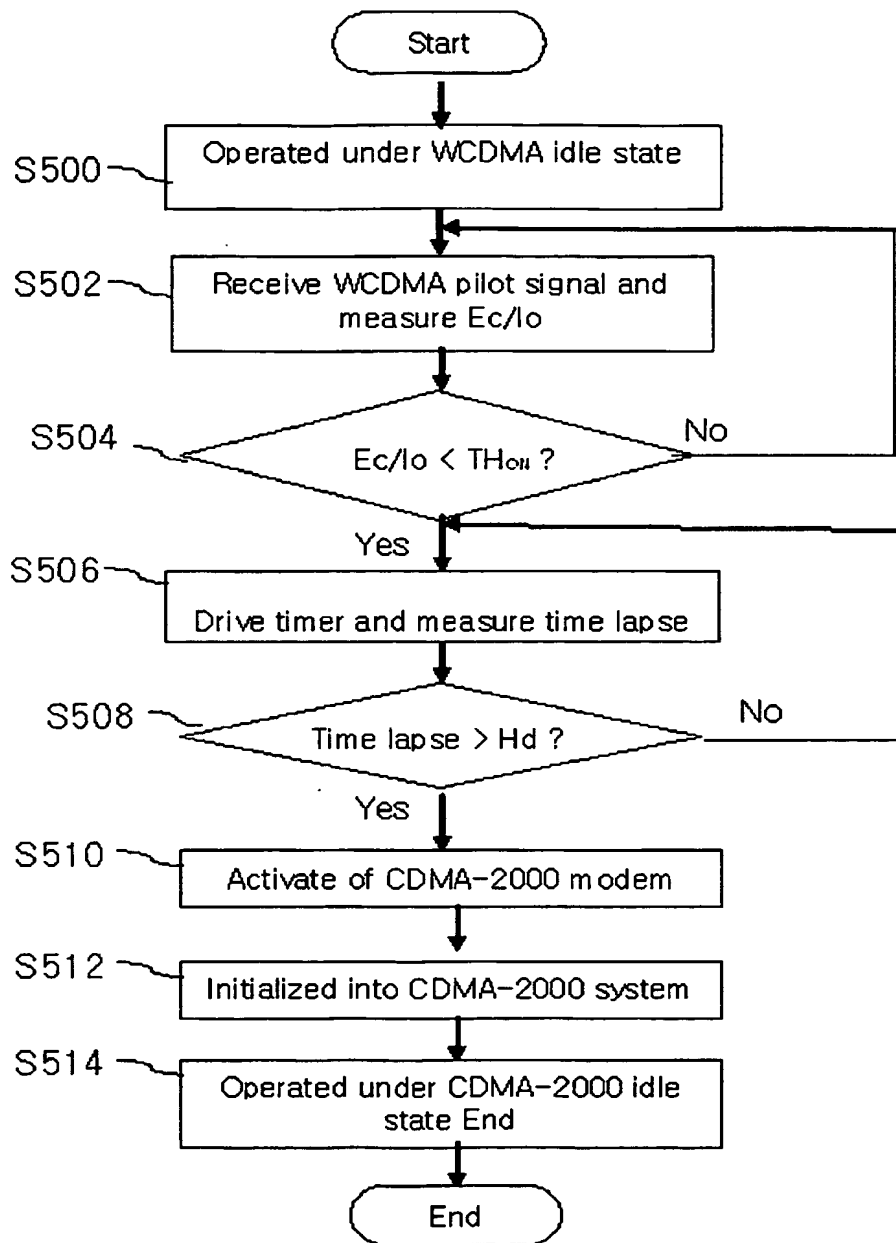 Start
S500
Operated under WCDMA idle state
S502
Receive WCDMA pilot signal and
measure Ec/Io
S504
Ec/Io < THON ?
No
Yes
S506
Drive timer and measure time lapse
S508
Time lapse > Hd ?
No
Yes
S510
Activate of CDMA-2000 modem
S512
Initialized into CDMA-2000 system
S514
Operated under CDMA-2000 idle
state End
End